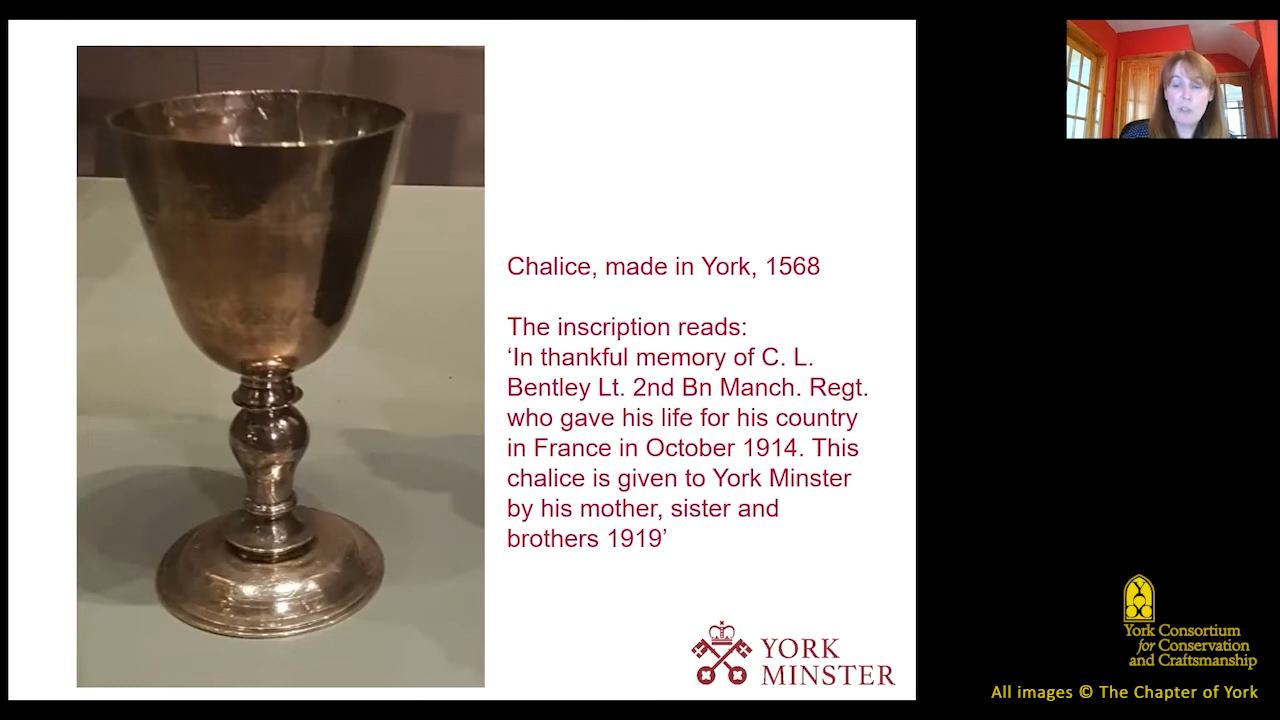 Chalice, made in York, 1568
The inscription reads:
‘In thankful memory of C. L.
Bentley Lt. 2nd Bn Manch. Regt.
who gave his life for his country
in France in October 1914. This
chalice is given to York Minster
by his mother, sister and
brothers 1919’
YORK
MINSTER
York Consortium
for Conservation
and Craftsmanship
All images © The Chapter of York